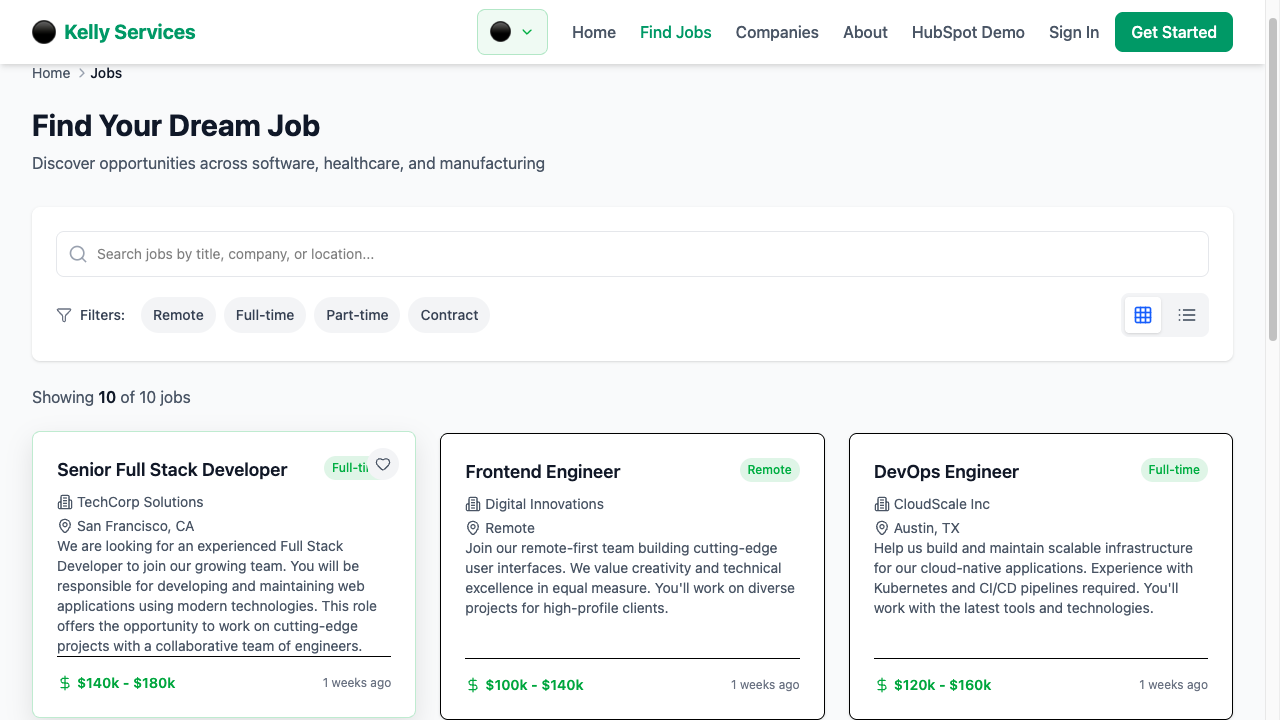 Kelly Services
Home
Find Jobs
Companies
About
HubSpot Demo
Sign In
Get Started
Home
Jobs
Find Your Dream Job
Discover opportunities across software, healthcare, and manufacturing
Search jobs by title, company, or location...
Filters:
Remote
Full-time
Part-time
Contract
Showing 10 of 10 jobs
Senior Full Stack Developer
TechCorp Solutions
San Francisco, CA
We are looking for an experienced Full Stack
Developer to join our growing team. You will be
responsible for developing and maintaining web
applications using modern technologies. This role
offers the opportunity to work on cutting-edge
projects with a collaborative team of engineers.
$140k - $180k
1 weeks ago
Frontend Engineer
Remote
Digital Innovations
Remote
Join our remote-first team building cutting-edge
user interfaces. We value creativity and technical
excellence in equal measure. You'll work on diverse
projects for high-profile clients.
$100k - $140k
1 weeks ago
DevOps Engineer
Full-time
CloudScale Inc
Austin, TX
Help us build and maintain scalable infrastructure
for our cloud-native applications. Experience with
Kubernetes and CI/CD pipelines required. You'll
work with the latest tools and technologies.
$120k - $160k
1 weeks ago